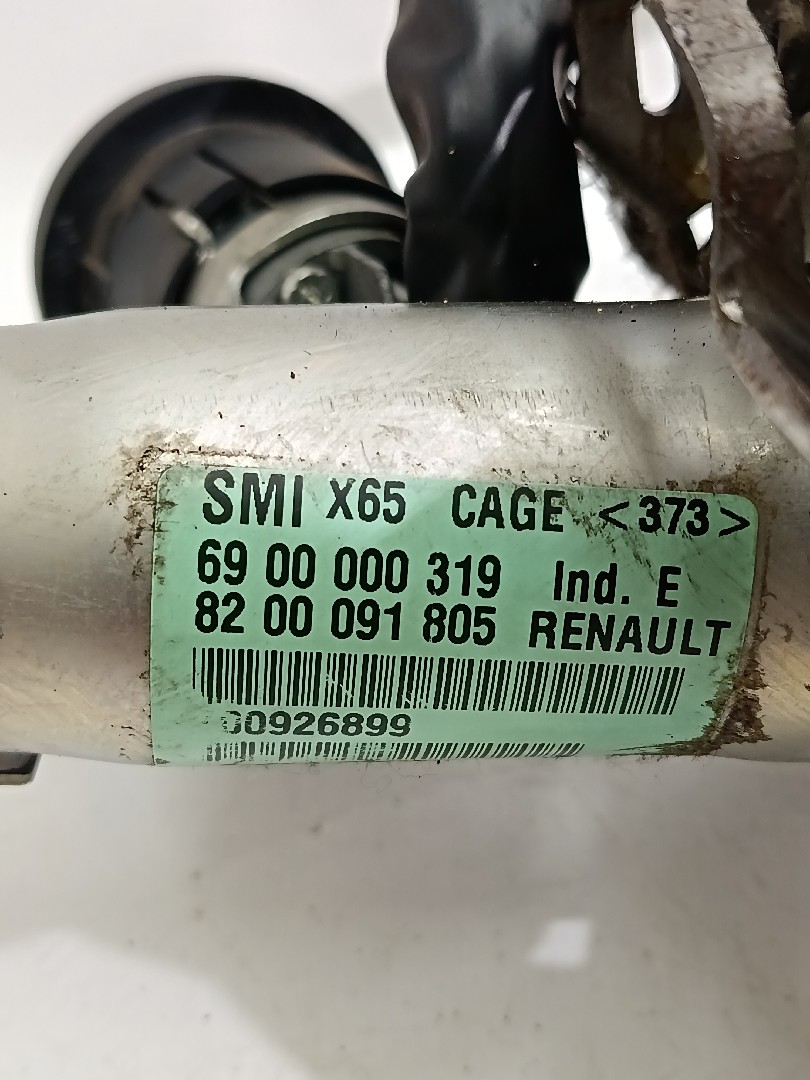 SMI X65 CAGE <373>
69 00 000 319 Ind. E
82 00 091 805 RENAULT
00926899